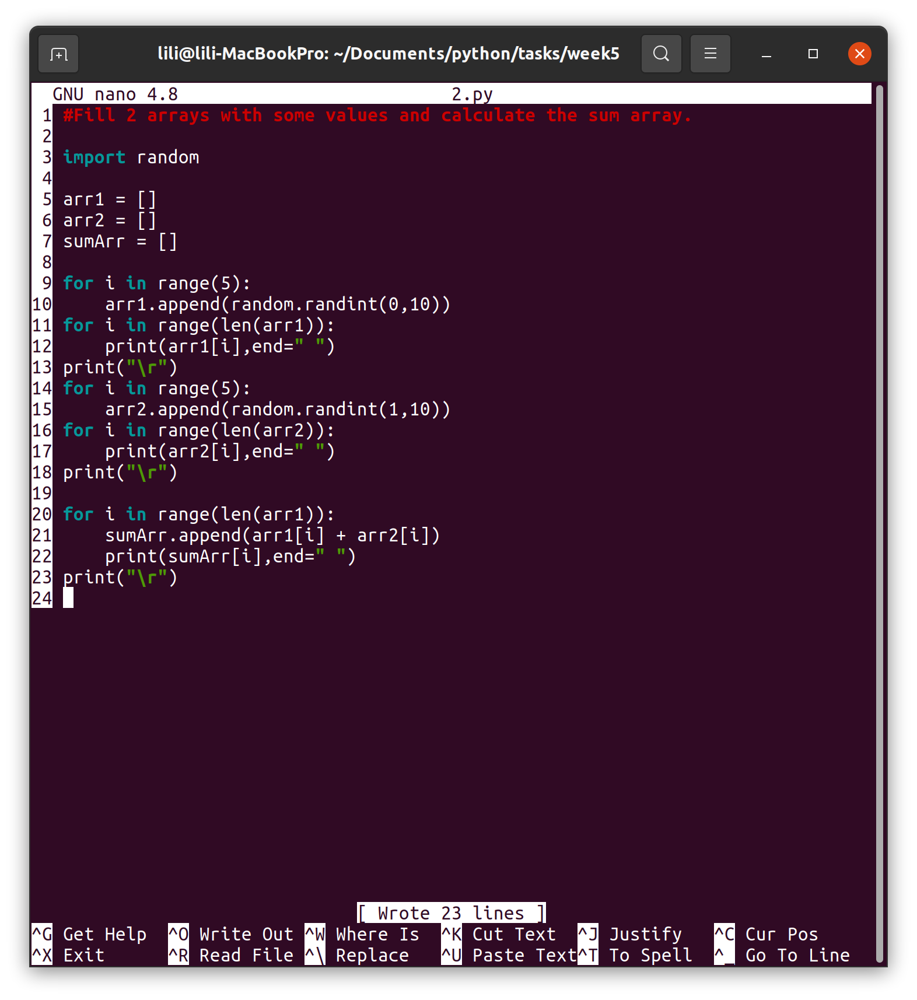 lili@lili-MacBookPro: ~/Documents/python/tasks/week5
GNU nano 4.8 2.py
1 #Fill 2 arrays with some values and calculate the sum array.
2
3 import random
4
5 arr1 = []
6 arr2 = []
7 sumArr = []
8
9 for i in range(5):
10     arr1.append(random.randint(0,10))
11 for i in range(len(arr1)):
12     print(arr1[i],end=" ")
13 print("\r")
14 for i in range(5):
15     arr2.append(random.randint(1,10))
16 for i in range(len(arr2)):
17     print(arr2[i],end=" ")
18 print("\r")
19
20 for i in range(len(arr1)):
21     sumArr.append(arr1[i] + arr2[i])
22     print(sumArr[i],end=" ")
23 print("\r")
24
[ Wrote 23 lines ]
^G Get Help ^O Write Out ^W Where Is ^K Cut Text ^J Justify ^C Cur Pos
^X Exit ^R Read File ^\ Replace ^U Paste Text^T To Spell ^_ Go To Line